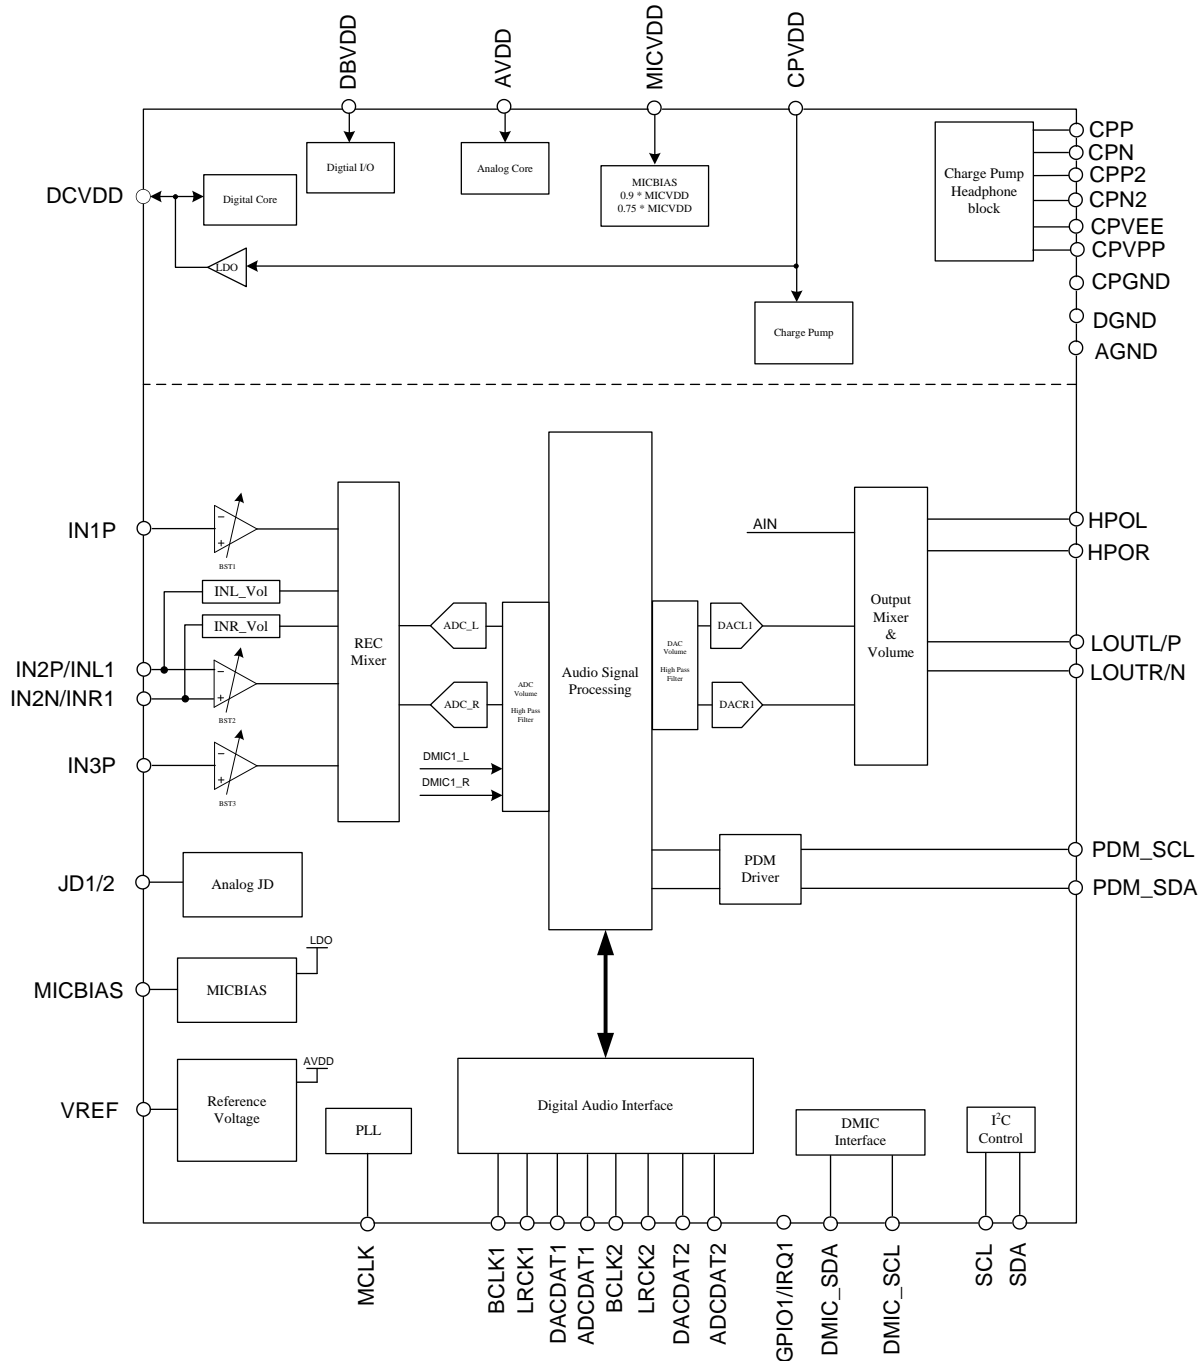 DBVDD
AVDD
MICVDD
CPVDD
DCVDD
Digital Core
Digtial I/O
Analog Core
MICBIAS
0.9 * MICVDD
0.75 * MICVDD
Charge Pump
Headphone
block
CPP
CPN
CPP2
CPN2
CPVEE
CPVPP
CPGND
DGND
AGND
LDO
Charge Pump
IN1P
IN2P/INL1
IN2N/INR1
IN3P
JD1/2
MICBIAS
VREF
−
+
BST1
INL_Vol
INR_Vol
−
+
BST2
−
+
BST3
REC
Mixer
ADC_L
ADC_R
DMIC1_L
DMIC1_R
ADC
Volume
High Pass
Filter
Audio Signal
Processing
DAC
Volume
High Pass
Filter
DACL1
DACR1
AIN
Output
Mixer
&
Volume
HPOL
HPOR
LOUTL/P
LOUTR/N
PDM
Driver
PDM_SCL
PDM_SDA
Analog JD
MICBIAS
LDO
Reference
Voltage
AVDD
PLL
Digital Audio Interface
DMIC
Interface
I²C
Control
MCLK
BCLK1
LRCK1
DACDAT1
ADCDAT1
BCLK2
LRCK2
DACDAT2
ADCDAT2
GPIO1/IRQ1
DMIC_SDA
DMIC_SCL
SCL
SDA